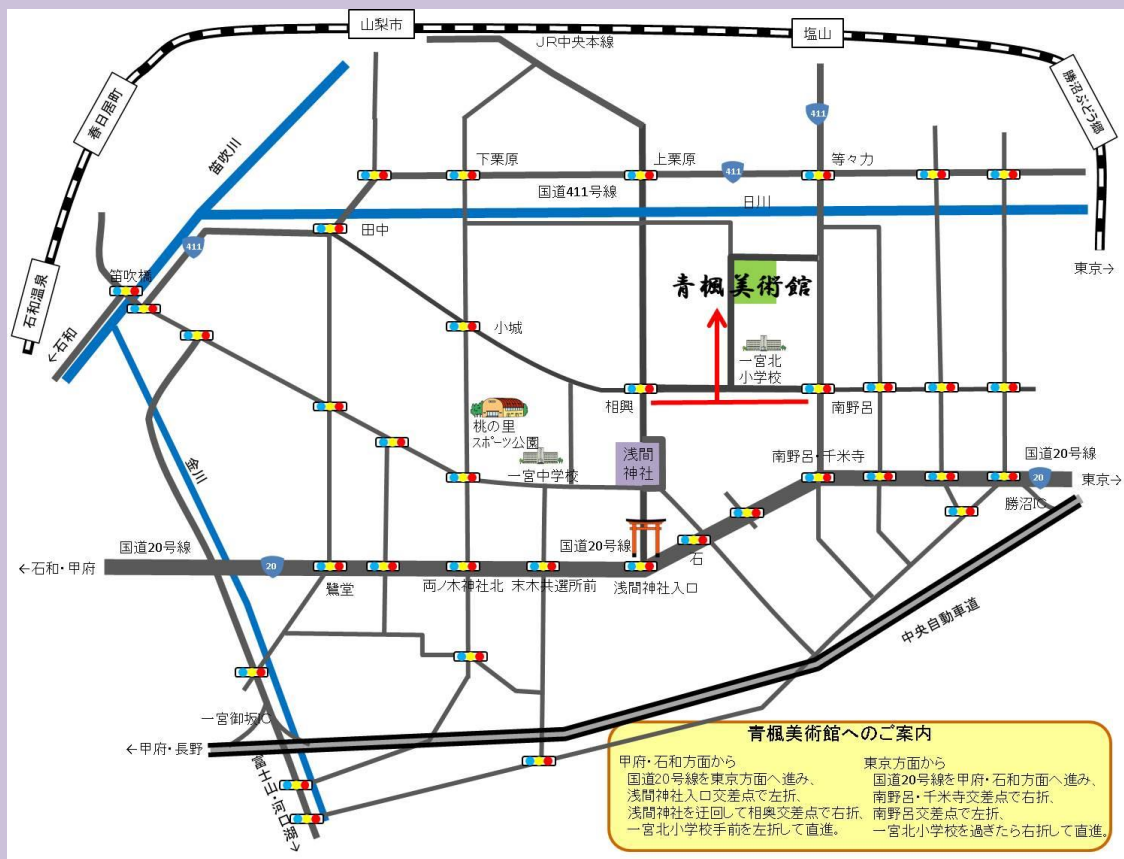 山梨市
塩山
JR中央本線
春日居町
勝沼ぶどう郷
笛吹川
411
下栗原
上栗原
等々力
411
国道411号線
日川
田中
411
東京→
笛吹橋
石和温泉
←石和
青楓美術館
小城
一宮北
小学校
相興
南野呂
桃の里
スポーツ公園
浅間
神社
一宮中学校
南野呂・千米寺
国道20号線
20
東京→
金川
勝沼IC
国道20号線
国道20号線
石
←石和・甲府
20
鷺堂
両ノ木神社北
末木共選所前
浅間神社入口
中央自動車道
一宮御坂IC
←甲府・長野
富士山・河口湖→
青楓美術館へのご案内
甲府・石和方面から
国道20号線を東京方面へ進み、
浅間神社入口交差点で左折、
浅間神社を迂回して相奥交差点で右折、
一宮北小学校手前を左折して直進。
東京方面から
国道20号線を甲府・石和方面へ進み、
南野呂・千米寺交差点で右折、
南野呂交差点で左折、
一宮北小学校を過ぎたら右折して直進。